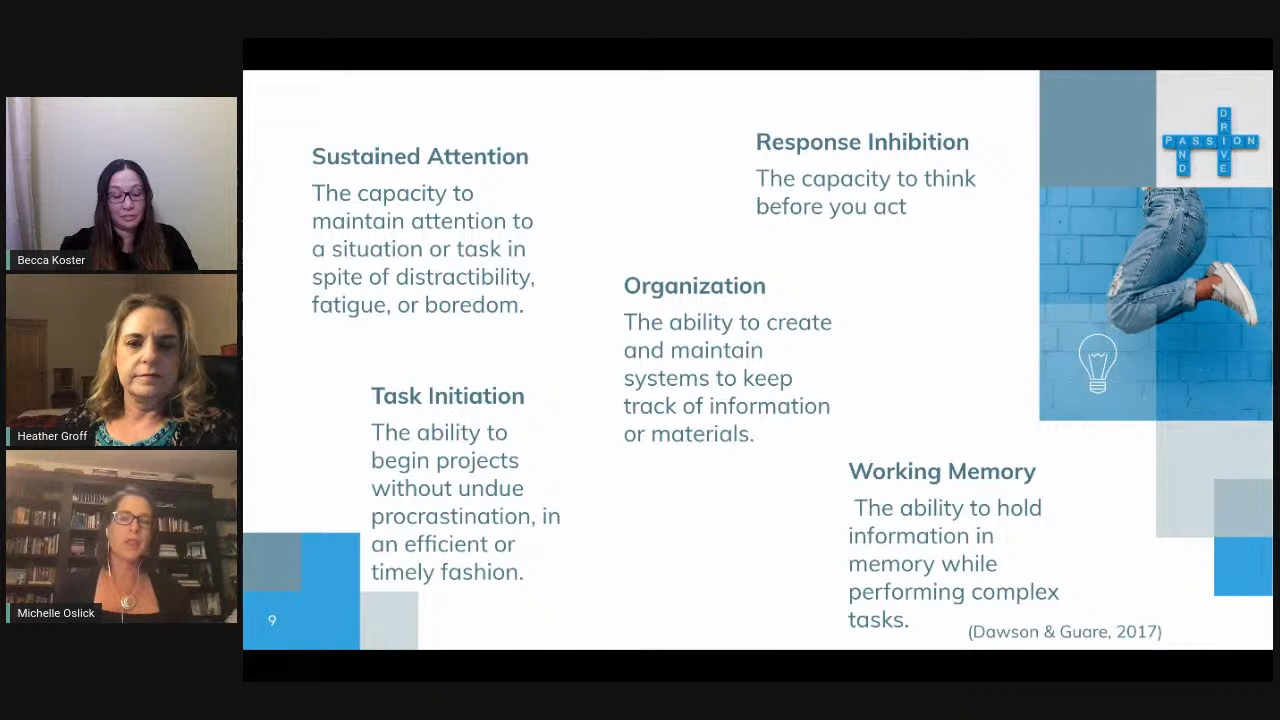 Becca Koster
Heather Groff
Michelle Oslick
Sustained Attention
The capacity to
maintain attention to
a situation or task in
spite of distractibility,
fatigue, or boredom.
Response Inhibition
The capacity to think
before you act
Organization
The ability to create
and maintain
systems to keep
track of information
or materials.
Task Initiation
The ability to
begin projects
without undue
procrastination, in
an efficient or
timely fashion.
Working Memory
The ability to hold
information in
memory while
performing complex
tasks.
(Dawson & Guare, 2017)
9
PASSION
AND
DRIVE